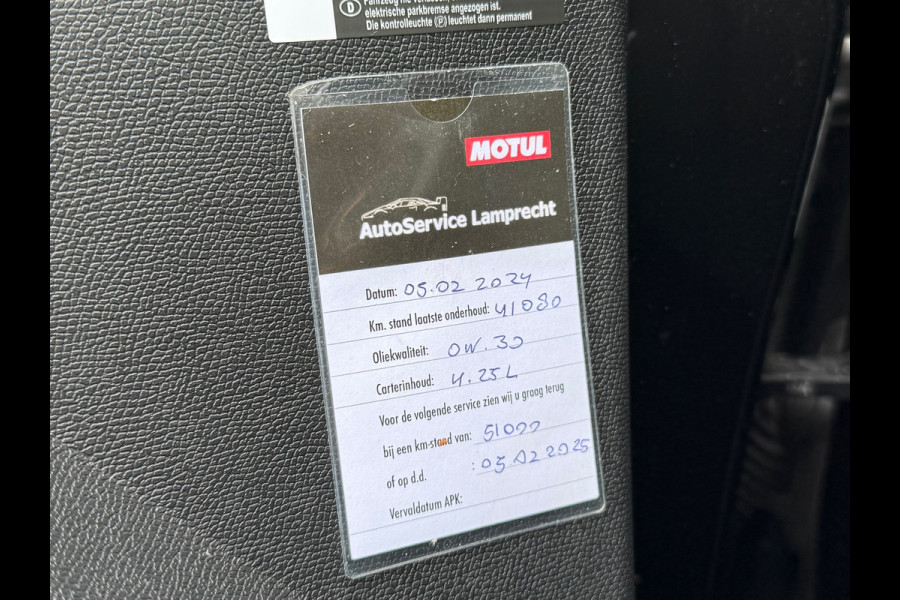 D
elektrische parkbremse angezogen ist.
Die kontrolleuchte (P) leuchtet dann permanent
MOTUL
AutoService Lamprecht
Datum: 05.02 2024
Km. stand laatste onderhoud: 41080
Oliekwaliteit: 0W.30
Carterinhoud: 4.25L
Voor de volgende service zien wij u graag terug
bij een km-stand van: 51000
of op d.d. : 05.02 2025
Vervaldatum APK: